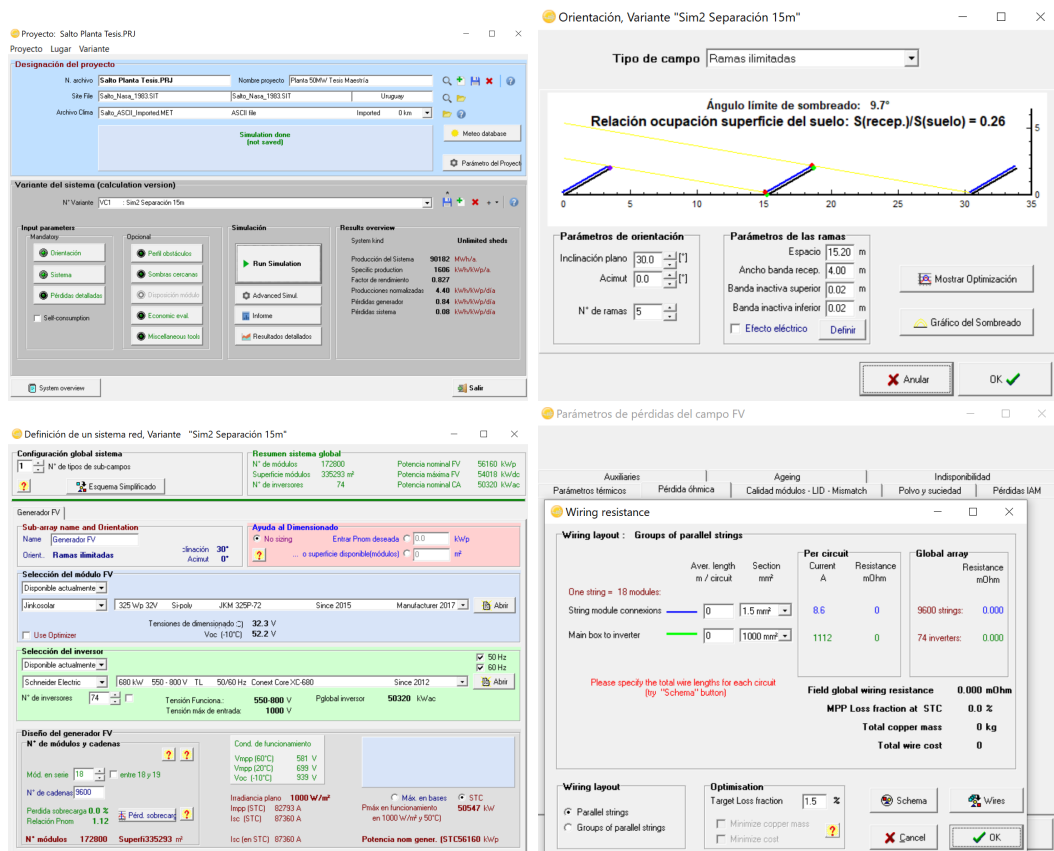 Proyecto: Salto Planta Tesis.PRJ
Proyecto Lugar Variante
Designación del proyecto
N. archivo Salto Planta Tesis.PRJ Nombre proyecto Planta 50MW Tesis Maestría
Site File Salto_Nasa_1983.SIT Salto_Nasa_1983.SIT Uruguay
Archivo Clima Salto_ASCII_Imported.MET ASCII file Imported 0 km
Simulation done
(not saved)
Meteo database
Parámetro del Proyect
Variante del sistema (calculation version)
N° Variante VC1 : Sim2 Separación 15m
Input parameters
Mandatory
Orientación
Sistema
Pérdidas detalladas
Self-consumption
Opcional
Perfil obstáculos
Sombras cercanas
Disposición módulo
Economic eval.
Miscellaneous tools
Simulación
Run Simulation
Advanced Simul.
Informe
Resultados detallados
Results overview
System kind Unlimited sheds
Producción del Sistema 90182 MWh/a.
Specific production 1606 kWh/kWp/a.
Factor de rendimiento 0.827
Producciones normalizadas 4.40 kWh/kWp/día
Pérdidas generador 0.84 kWh/kWp/día
Pérdidas sistema 0.08 kWh/kWp/día
System overview
Salir
Orientación, Variante "Sim2 Separación 15m"
Tipo de campo Ramas ilimitadas
Ángulo límite de sombreado: 9.7°
Relación ocupación superficie del suelo: S(recep.)/S(suelo) = 0.26
5
0
0 5 10 15 20 25 30 35
Parámetros de orientación
Inclinación plano 30.0 [°]
Acimut 0.0 [°]
N° de ramas 5
Parámetros de las ramas
Espacio 15.20 m
Ancho banda recep. 4.00 m
Banda inactiva superior 0.02 m
Banda inactiva inferior 0.02 m
Efecto eléctrico Definir
Mostrar Optimización
Gráfico del Sombreado
Anular OK
Definición de un sistema red, Variante "Sim2 Separación 15m"
Configuración global sistema
1 N° de tipos de sub-campos
? Esquema Simplificado
Resumen sistema global
N° de módulos 172800 Potencia nominal FV 56160 kWp
Superficie módulos 335293 m² Potencia máxima FV 54018 kWdc
N° de inversores 74 Potencia nominal CA 50320 kWac
Generador FV
Sub-array name and Orientation
Name Generador FV
Orient. Ramas ilimitadas
clinación 30°
Acimut 0°
Ayuda al Dimensionado
No sizing Entrar Pnom deseada 0.0 kWp
? ... o superficie disponible(módulos) 0 m²
Selección del módulo FV
Disponible actualmente
Jinkosolar 325 Wp 32V Si-poly JKM 325P-72 Since 2015 Manufacturer 2017 Abrir
Use Optimizer
Tensiones de dimensionado :) 32.3 V
Voc (-10°C) 52.2 V
Selección del inversor
Disponible actualmente
50 Hz
60 Hz
Schneider Electric 680 kW 550 - 800 V TL 50/60 Hz Conext Core XC-680 Since 2012 Abrir
N° de inversores 74
Tensión Funciona.: 550-800 V Pglobal inversor 50320 kWac
Tensión máx de entrada: 1000 V
Diseño del generador FV
N° de módulos y cadenas
? ?
Mód. en serie 18 entre 18 y 19
N° de cadenas 9600
Perdida sobrecarga 0.0 %
Relación Pnom 1.12
Pérd. sobrecarg ?
N° módulos 172800 Superfi335293 m²
Cond. de funcionamiento
Vmpp (60°C) 581 V
Vmpp (20°C) 699 V
Voc (-10°C) 939 V
Irradiancia plano 1000 W/m²
Impp (STC) 82793 A
Isc (STC) 87360 A
Isc (en STC) 87360 A
Máx. en bases STC
Pmáx en funcionamiento 50547 kW
en 1000 W/m² y 50°C)
Potencia nom gener. (STC56160 kWp
Parámetros de pérdidas del campo FV
Auxiliaries Ageing Indisponibilidad
Parámetros térmicos Pérdida óhmica Calidad módulos - LID - Mismatch Polvo y suciedad Pérdidas IAM
Wiring resistance
Wiring layout : Groups of parallel strings
Aver. length
m / circuit
Section
mm²
Per circuit
Current
A
Resistance
mOhm
Global array
Resistance
mOhm
One string = 18 modules:
String module connexions 0 1.5 mm² 8.6 0 9600 strings: 0.000
Main box to inverter 0 1000 mm² 1112 0 74 inverters: 0.000
Please specify the total wire lengths for each circuit
(try "Schema" button)
Field global wiring resistance 0.000 mOhm
MPP Loss fraction at STC 0.0 %
Total copper mass 0 kg
Total wire cost 0
Wiring layout
Parallel strings
Groups of parallel strings
Optimisation
Target Loss fraction 1.5 %
Minimize copper mass
Minimize cost
?
Schema Wires
Cancel OK